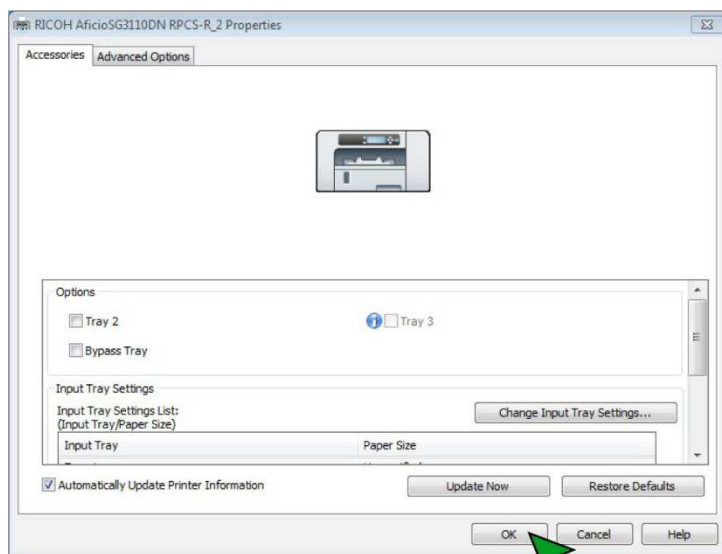 RICOH AficioSG3110DN RPCS-R_2 Properties
Accessories Advanced Options
Options
Tray 2 Tray 3
Bypass Tray
Input Tray Settings
Input Tray Settings List:
(Input Tray/Paper Size)
Change Input Tray Settings...
Input Tray Paper Size
Automatically Update Printer Information Update Now Restore Defaults
OK Cancel Help